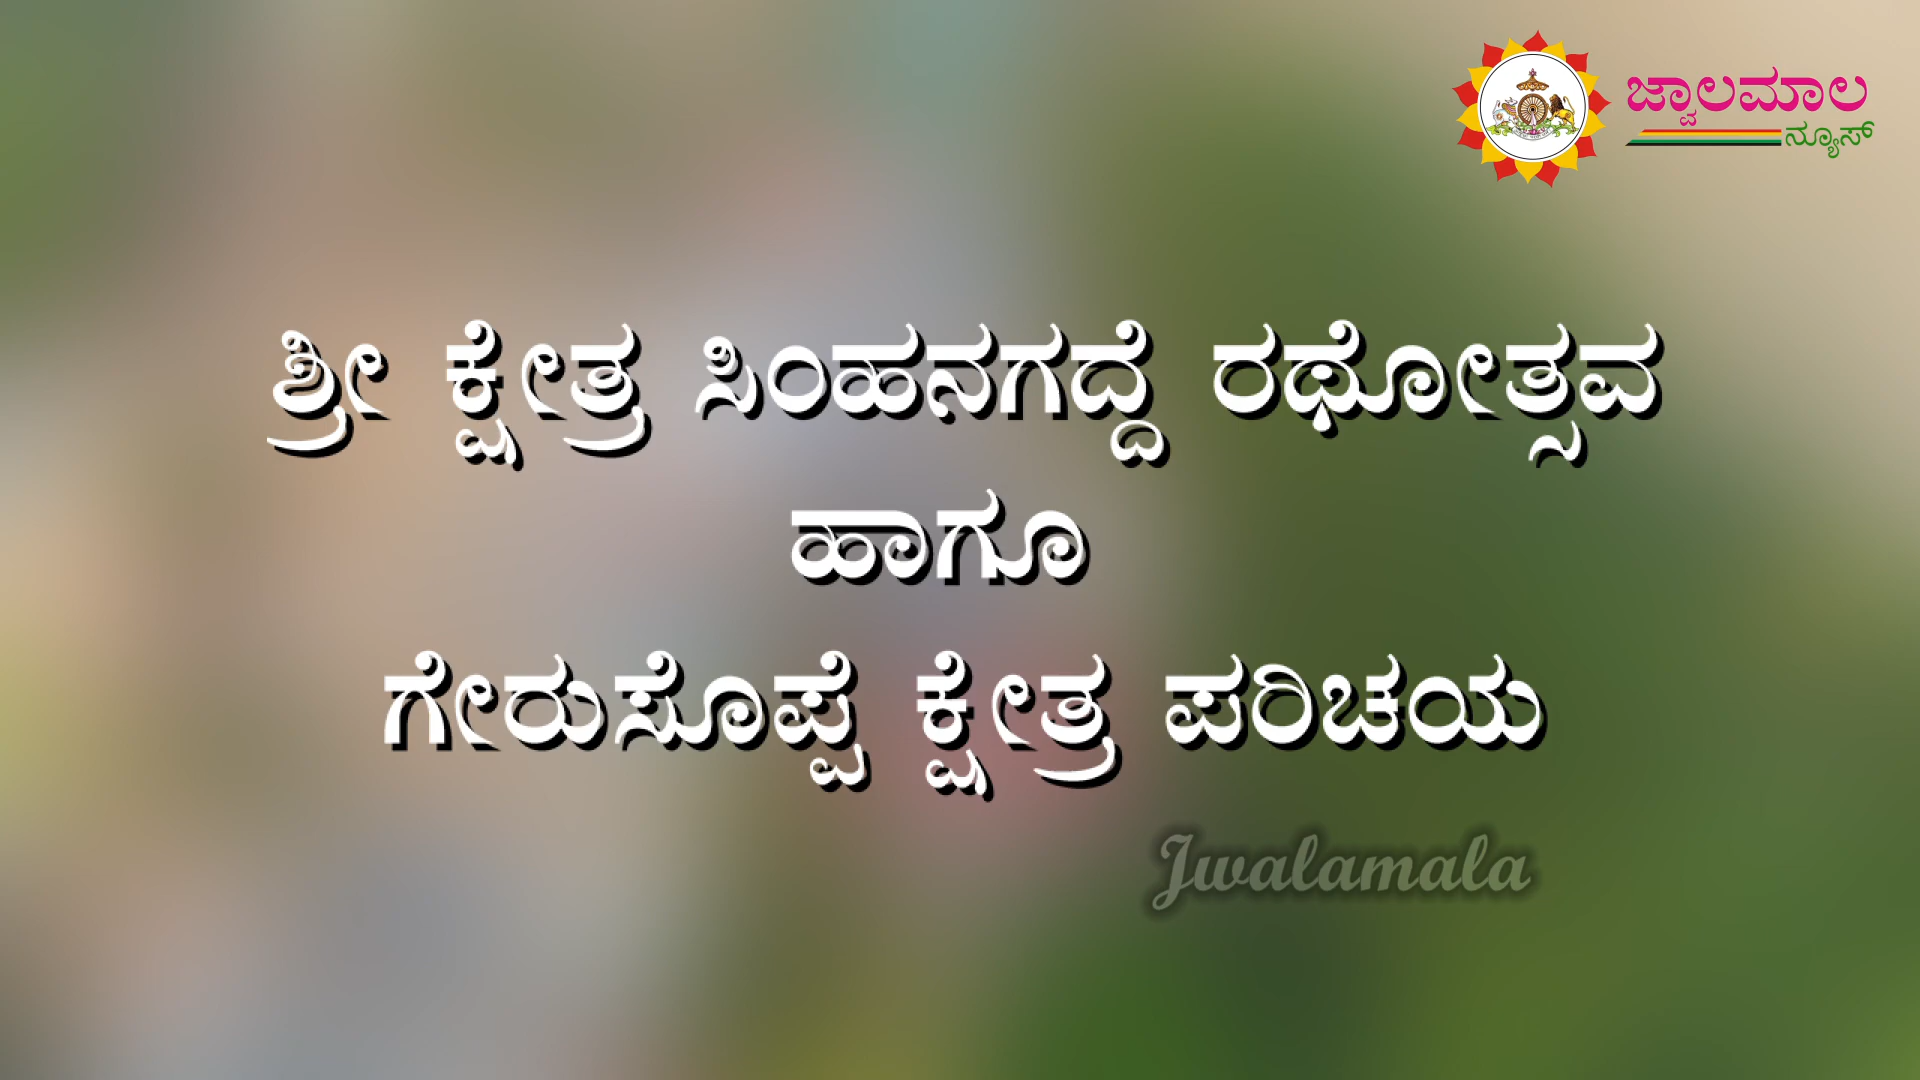 ಜ್ವಾಲಮಾಲ
ನ್ಯೂಸ್
ಶ್ರೀ ಕ್ಷೇತ್ರ ಸಿಂಹನಗದ್ದೆ ರಥೋತ್ಸವ
ಹಾಗೂ
ಗೇರುಸೊಪ್ಪೆ ಕ್ಷೇತ್ರ ಪರಿಚಯ
Jwalamala